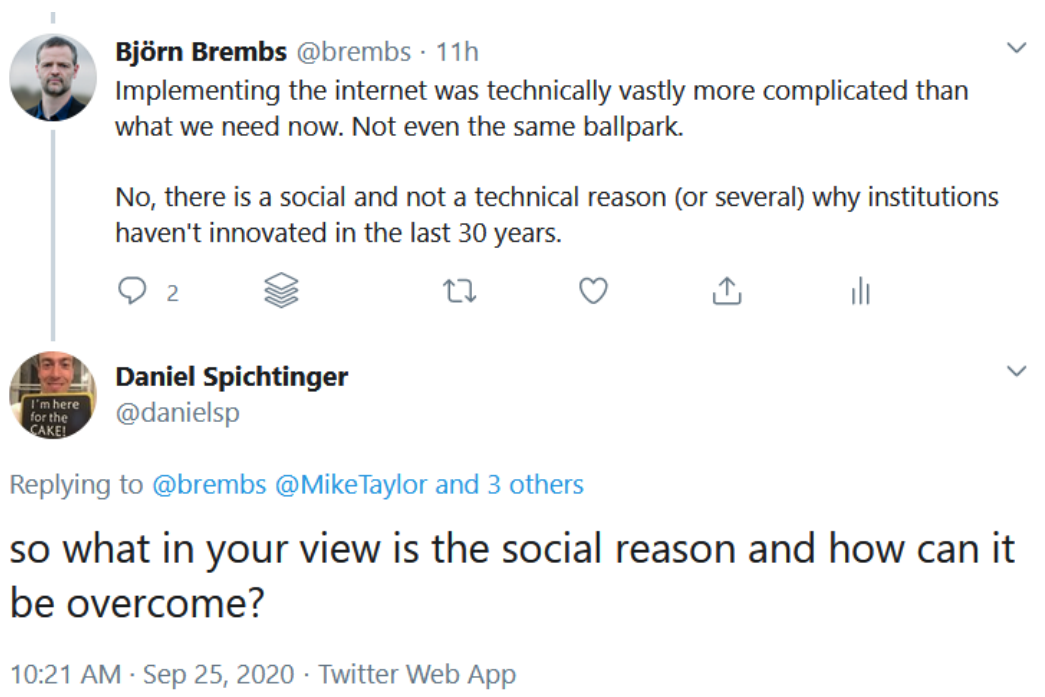 Björn Brembs @brembs · 11h
Implementing the internet was technically vastly more complicated than
what we need now. Not even the same ballpark.
No, there is a social and not a technical reason (or several) why institutions
haven't innovated in the last 30 years.
2
I'm here
for the
CAKE!
Daniel Spichtinger
@danielsp
Replying to @brembs @MikeTaylor and 3 others
so what in your view is the social reason and how can it
be overcome?
10:21 AM · Sep 25, 2020 · Twitter Web App